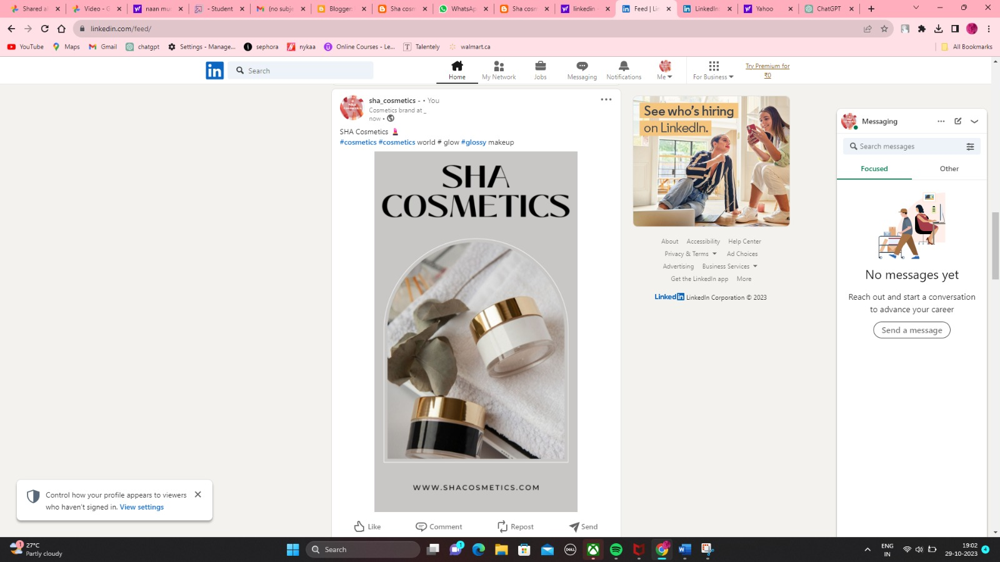 Shared al
Video - G
naan mu
- Student
(no subje
Blogger:
Sha cosm
WhatsAp
Sha cosm
linkedin -
Feed | Lin
LinkedIn:
Yahoo
ChatGPT
linkedin.com/feed/
YouTube
Maps
Gmail
chatgpt
Settings - Manage...
sephora
nykaa
Online Courses - Le...
Talentely
walmart.ca
All Bookmarks
in
Search
Home
My Network
Jobs
Messaging
Notifications
Me
For Business
Try Premium for
₹0
sha_cosmetics - • You
Cosmetics brand at _
now •
SHA Cosmetics 💄
#cosmetics #cosmetics world # glow #glossy makeup
SHA
COSMETICS
WWW.SHACOSMETICS.COM
Like
Comment
Repost
Send
See who's hiring
on LinkedIn.
About
Accessibility
Help Center
Privacy & Terms
Ad Choices
Advertising
Business Services
Get the LinkedIn app
More
LinkedIn LinkedIn Corporation © 2023
Messaging
Search messages
Focused
Other
No messages yet
Reach out and start a conversation
to advance your career
Send a message
Control how your profile appears to viewers
who haven't signed in. View settings
1
27°C
Partly cloudy
Search
1
DELL
W
ENG
IN
19:02
29-10-2023
4